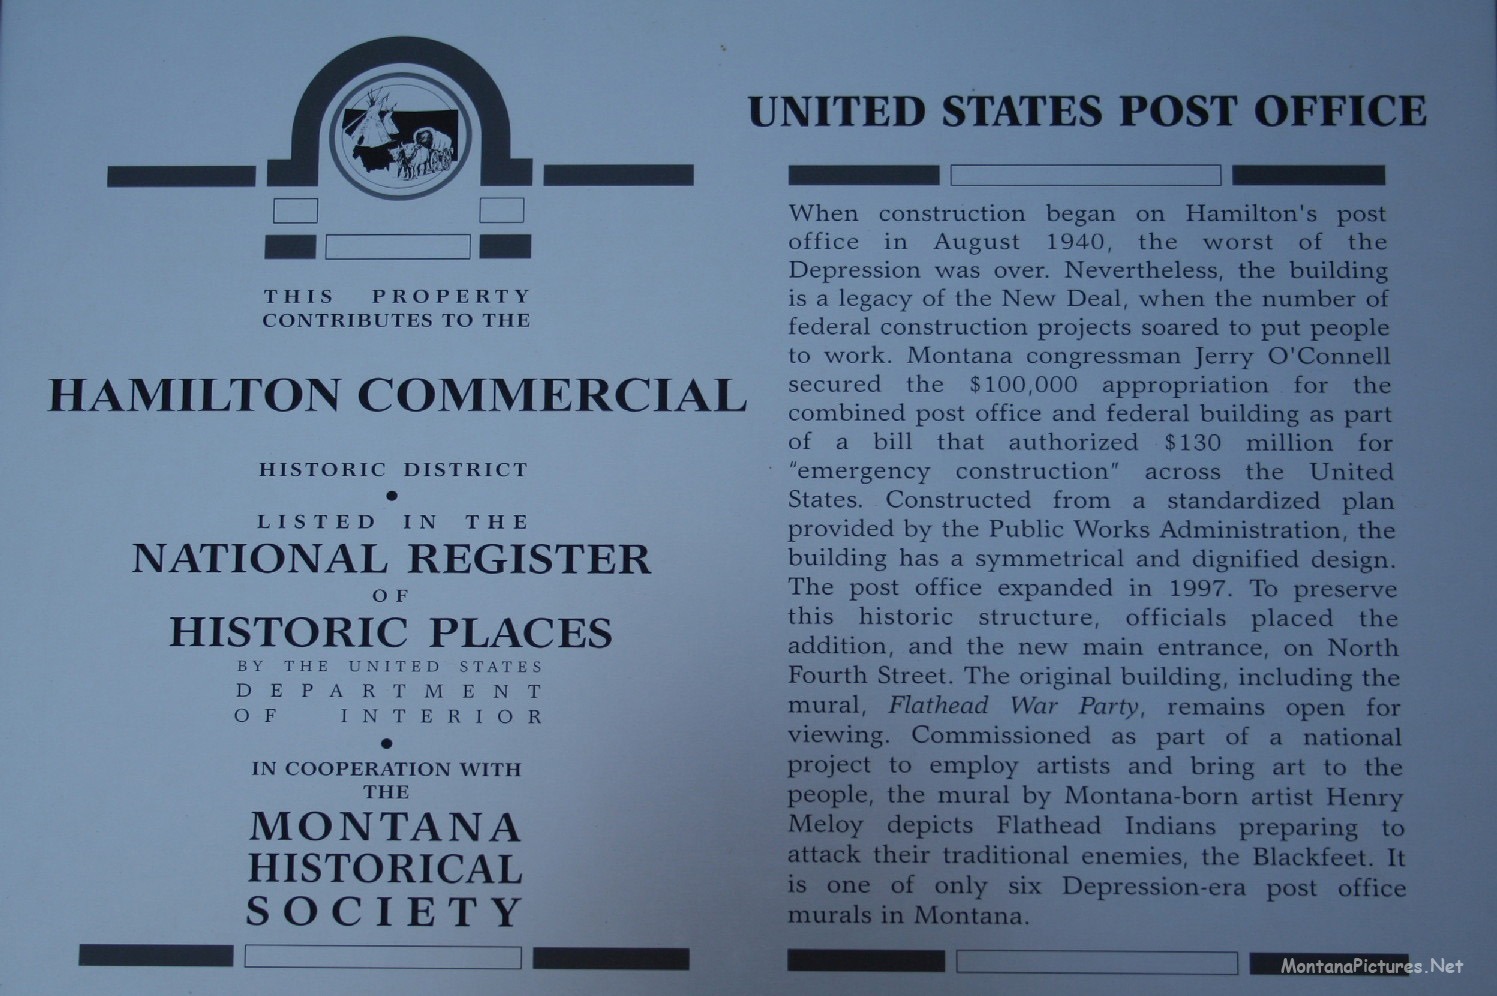 THIS PROPERTY
CONTRIBUTES TO THE
HAMILTON COMMERCIAL
HISTORIC DISTRICT
LISTED IN THE
NATIONAL REGISTER
OF
HISTORIC PLACES
BY THE UNITED STATES
DEPARTMENT
OF INTERIOR
IN COOPERATION WITH
THE
MONTANA
HISTORICAL
SOCIETY
UNITED STATES POST OFFICE
When construction began on Hamilton's post
office in August 1940, the worst of the
Depression was over. Nevertheless, the building
is a legacy of the New Deal, when the number of
federal construction projects soared to put people
to work. Montana congressman Jerry O'Connell
secured the $100,000 appropriation for the
combined post office and federal building as part
of a bill that authorized $130 million for
“emergency construction” across the United
States. Constructed from a standardized plan
provided by the Public Works Administration, the
building has a symmetrical and dignified design.
The post office expanded in 1997. To preserve
this historic structure, officials placed the
addition, and the new main entrance, on North
Fourth Street. The original building, including the
mural, Flathead War Party, remains open for
viewing. Commissioned as part of a national
project to employ artists and bring art to the
people, the mural by Montana-born artist Henry
Meloy depicts Flathead Indians preparing to
attack their traditional enemies, the Blackfeet. It
is one of only six Depression-era post office
murals in Montana.
MontanaPictures.Net